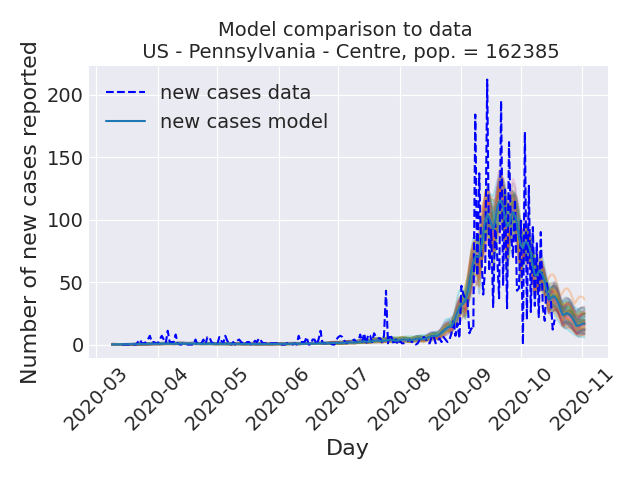 Model comparison to data
US - Pennsylvania - Centre, pop. = 162385
Number of new cases reported
200
150
100
50
0
new cases data
new cases model
2020-03
2020-04
2020-05
2020-06
2020-07
2020-08
2020-09
2020-10
2020-11
Day